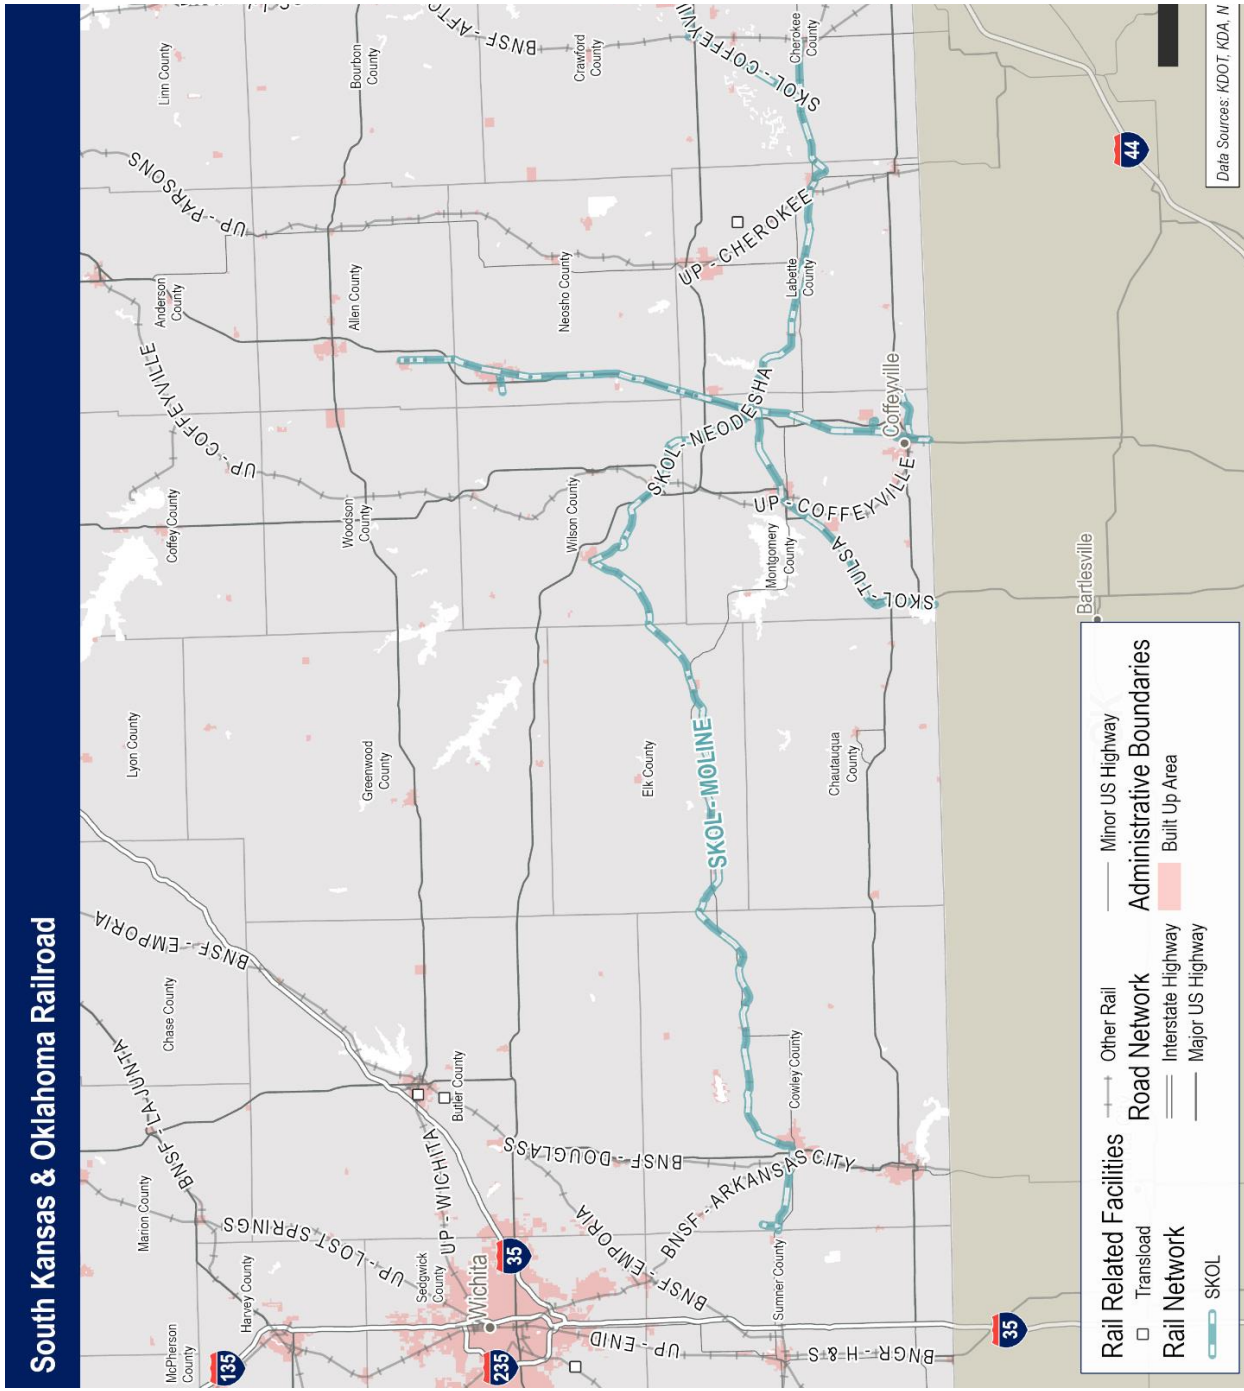 South Kansas & Oklahoma Railroad
McPherson
County
Harvey County
Marion County
Chase County
Lyon County
Coffey County
Anderson
County
Linn County
135
BNSF - LA JUNTA
BNSF - EMPORIA
UP - LOST SPRINGS
UP - COFFEYVILLE
UP - PARSONS
Sedgwick
County
Butler County
Greenwood
County
Woodson
County
Allen County
Bourbon
County
UP - WICHITA
Wichita
235
35
BNSF - DOUGLASS
BNSF - EMPORIA
UP - ENID
BNSF - ARKANSAS CITY
BNGR - H & S
Wilson County
Neosho County
Crawford
County
BNSF - AFTO
Elk County
SKOL - MOLINE
SKOL - NEODESHA
UP - CHEROKEE
SKOL - COFFEYVI
SKOL - COFFEYVILL
Sumner County
Cowley County
Chautauqua
County
Montgomery
County
Labette
County
Cherokee
County
UP - COFFEYVILLE
SKOL - TULSA
Coffeyville
35
Bartlesville
44
Rail Related Facilities
Transload
Rail Network
SKOL
Other Rail
Road Network
Interstate Highway
Major US Highway
Minor US Highway
Administrative Boundaries
Built Up Area
Data Sources: KDOT, KDA, N